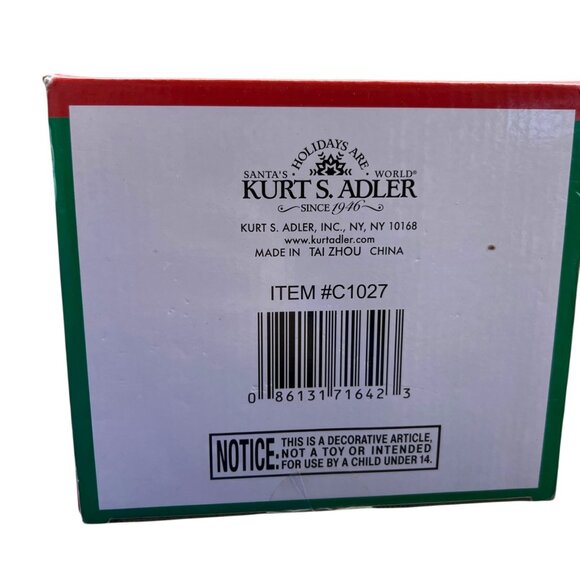 HOLIDAYS ARE
SANTA'S WORLD®
KURT S. ADLER
SINCE 1946
KURT S. ADLER, INC., NY, NY 10168
www.kurtadler.com
MADE IN TAI ZHOU CHINA
ITEM #C1027
0 86131 71642 3
NOTICE: THIS IS A DECORATIVE ARTICLE,
NOT A TOY OR INTENDED
FOR USE BY A CHILD UNDER 14.